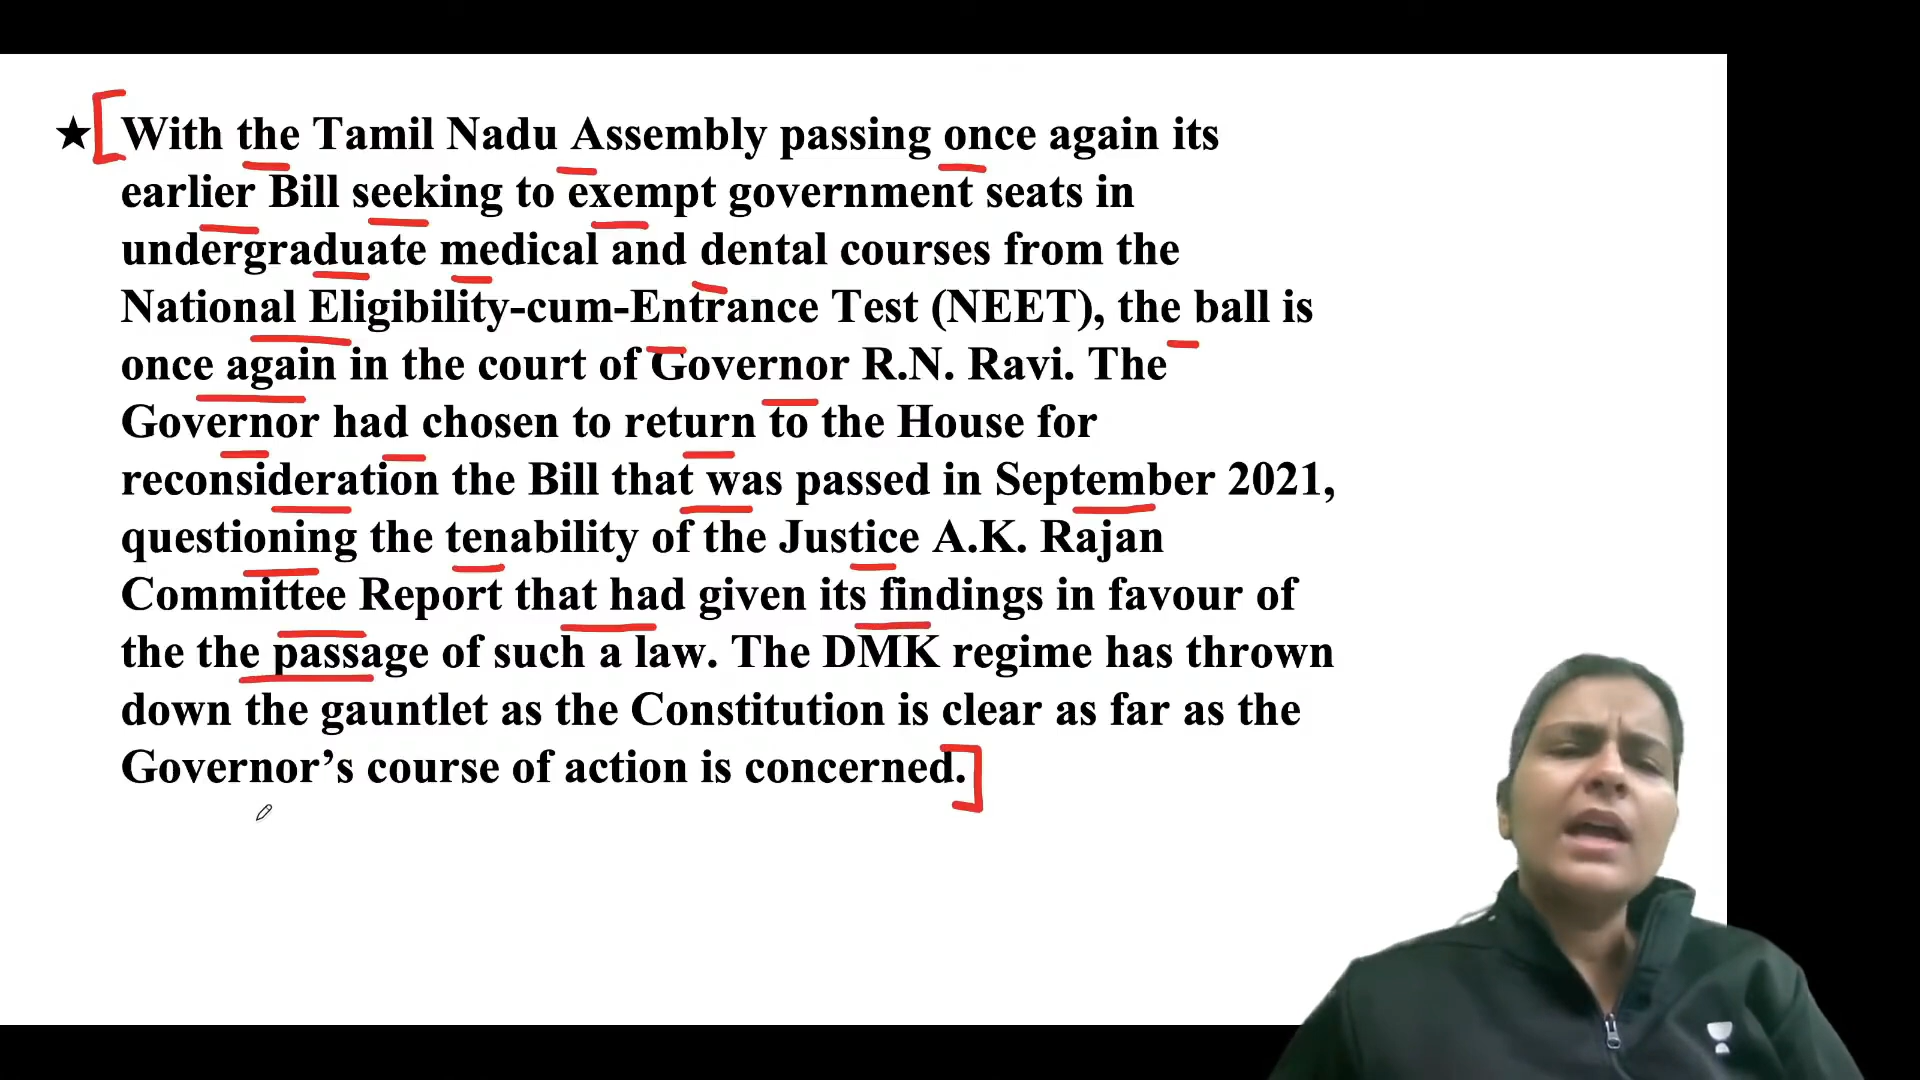 ★ With the Tamil Nadu Assembly passing once again its
earlier Bill seeking to exempt government seats in
undergraduate medical and dental courses from the
National Eligibility-cum-Entrance Test (NEET), the ball is
once again in the court of Governor R.N. Ravi. The
Governor had chosen to return to the House for
reconsideration the Bill that was passed in September 2021,
questioning the tenability of the Justice A.K. Rajan
Committee Report that had given its findings in favour of
the the passage of such a law. The DMK regime has thrown
down the gauntlet as the Constitution is clear as far as the
Governor’s course of action is concerned.